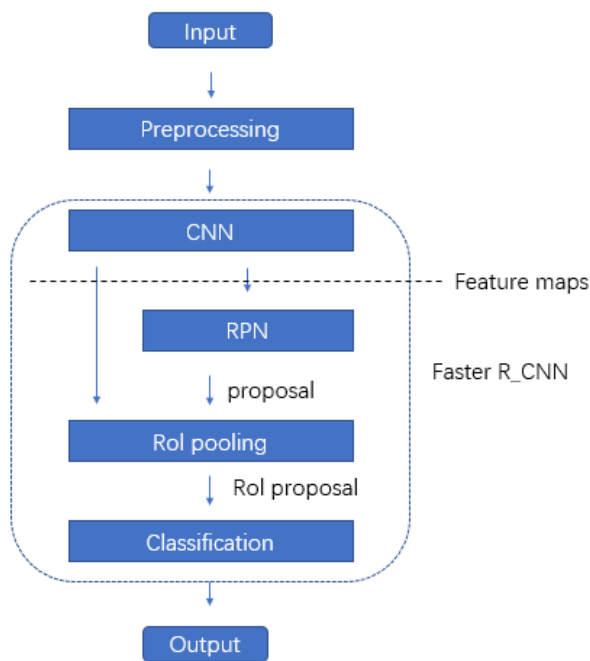 Input
Preprocessing
CNN
Feature maps
RPN
Faster R_CNN
proposal
RoI pooling
RoI proposal
Classification
Output